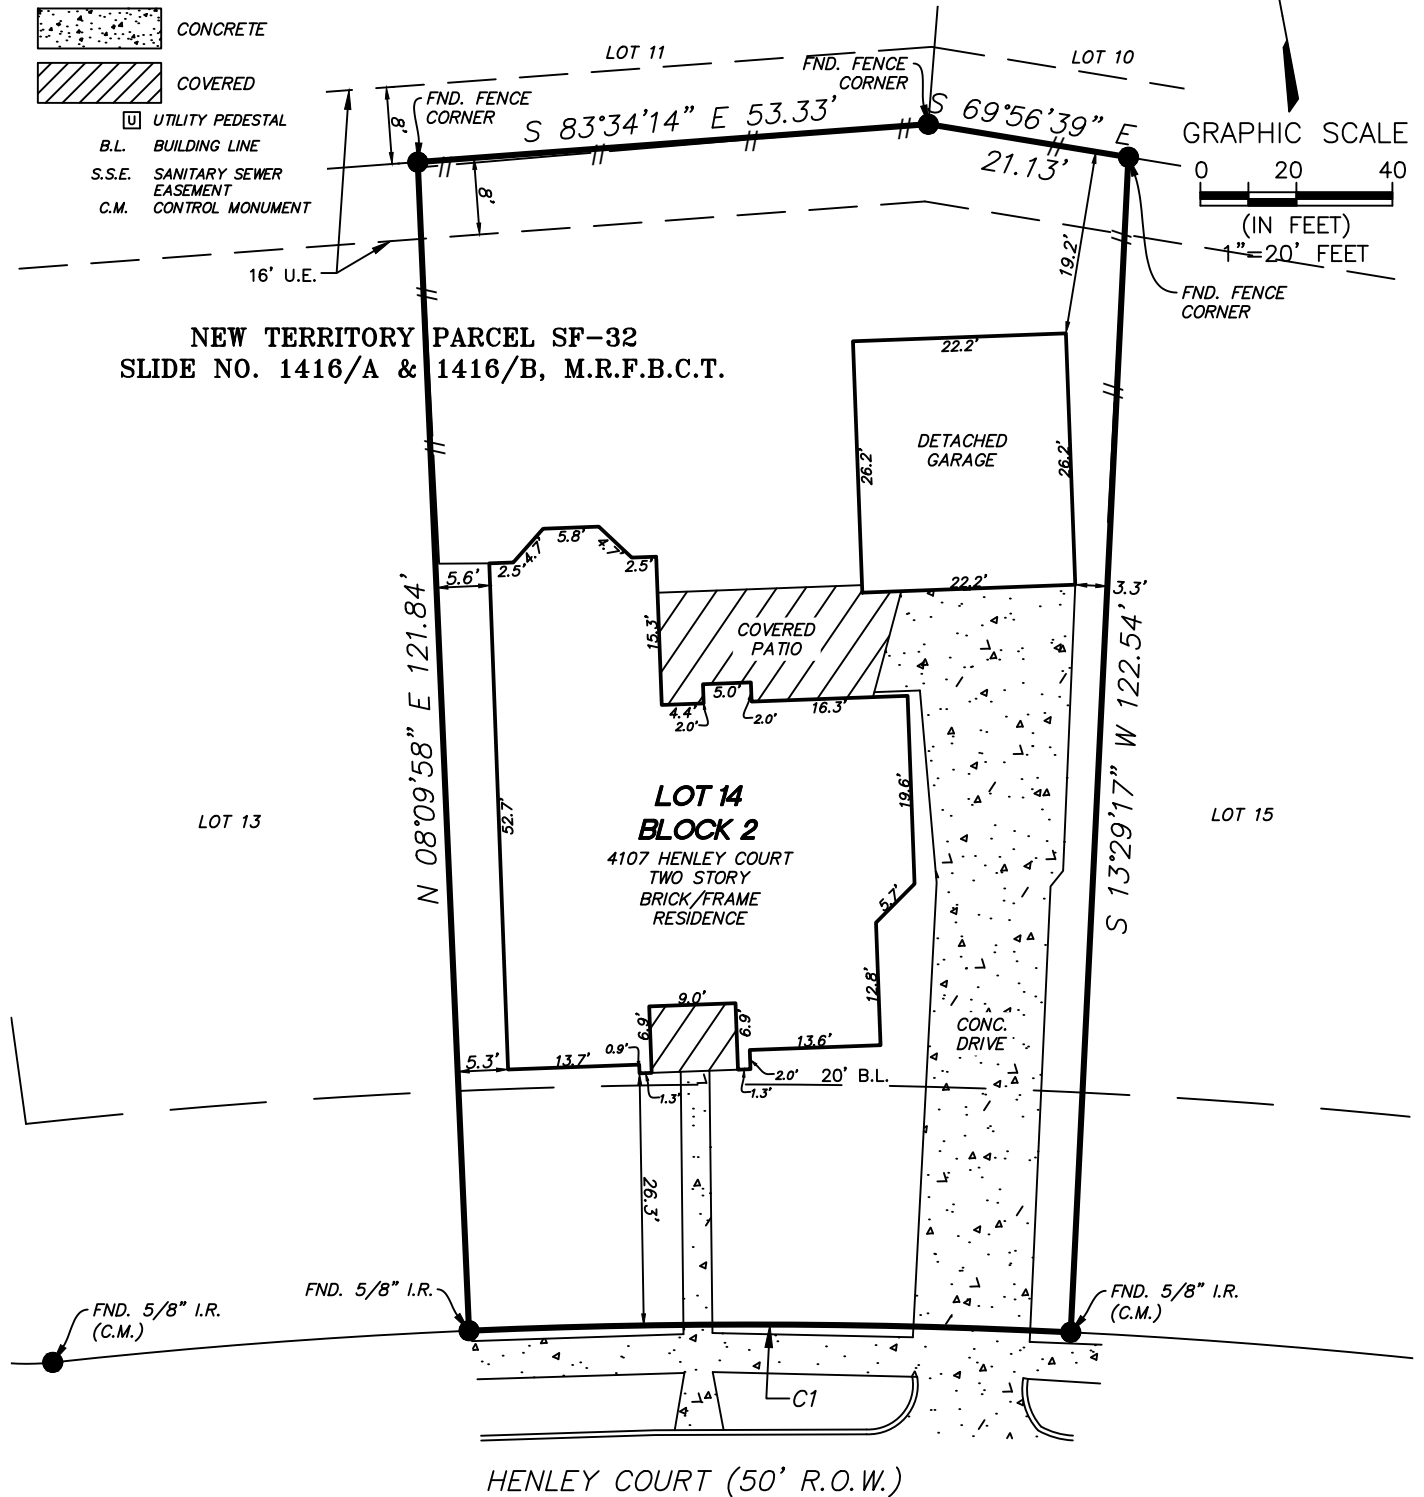 CONCRETE
COVERED
U UTILITY PEDESTAL
B.L. BUILDING LINE
S.S.E. SANITARY SEWER
EASEMENT
C.M. CONTROL MONUMENT
LOT 11
LOT 10
FND. FENCE
CORNER
FND. FENCE
CORNER
S 83°34'14" E 53.33'
S 69°56'39" E
21.13'
8'
8'
16' U.E.
GRAPHIC SCALE
0 20 40
(IN FEET)
1"=20' FEET
19.2'
FND. FENCE
CORNER
NEW TERRITORY PARCEL SF-32
SLIDE NO. 1416/A & 1416/B, M.R.F.B.C.T.
22.2'
DETACHED
GARAGE
26.2'
26.2'
22.2'
3.3'
5.8'
4.7'
4.7'
2.5'
2.5'
5.6'
15.3'
COVERED
PATIO
5.0'
4.4'
2.0'
2.0'
16.3'
N 08°09'58" E 121.84'
S 13°29'17" W 122.54'
52.7'
19.6'
LOT 13
LOT 15
LOT 14
BLOCK 2
4107 HENLEY COURT
TWO STORY
BRICK/FRAME
RESIDENCE
5.7'
12.8'
9.0'
6.9'
6.9'
CONC.
DRIVE
5.3'
13.7'
0.9'
13.6'
1.3'
1.3'
2.0'
20' B.L.
26.3'
FND. 5/8" I.R.
FND. 5/8" I.R.
(C.M.)
FND. 5/8" I.R.
(C.M.)
C1
HENLEY COURT (50' R.O.W.)